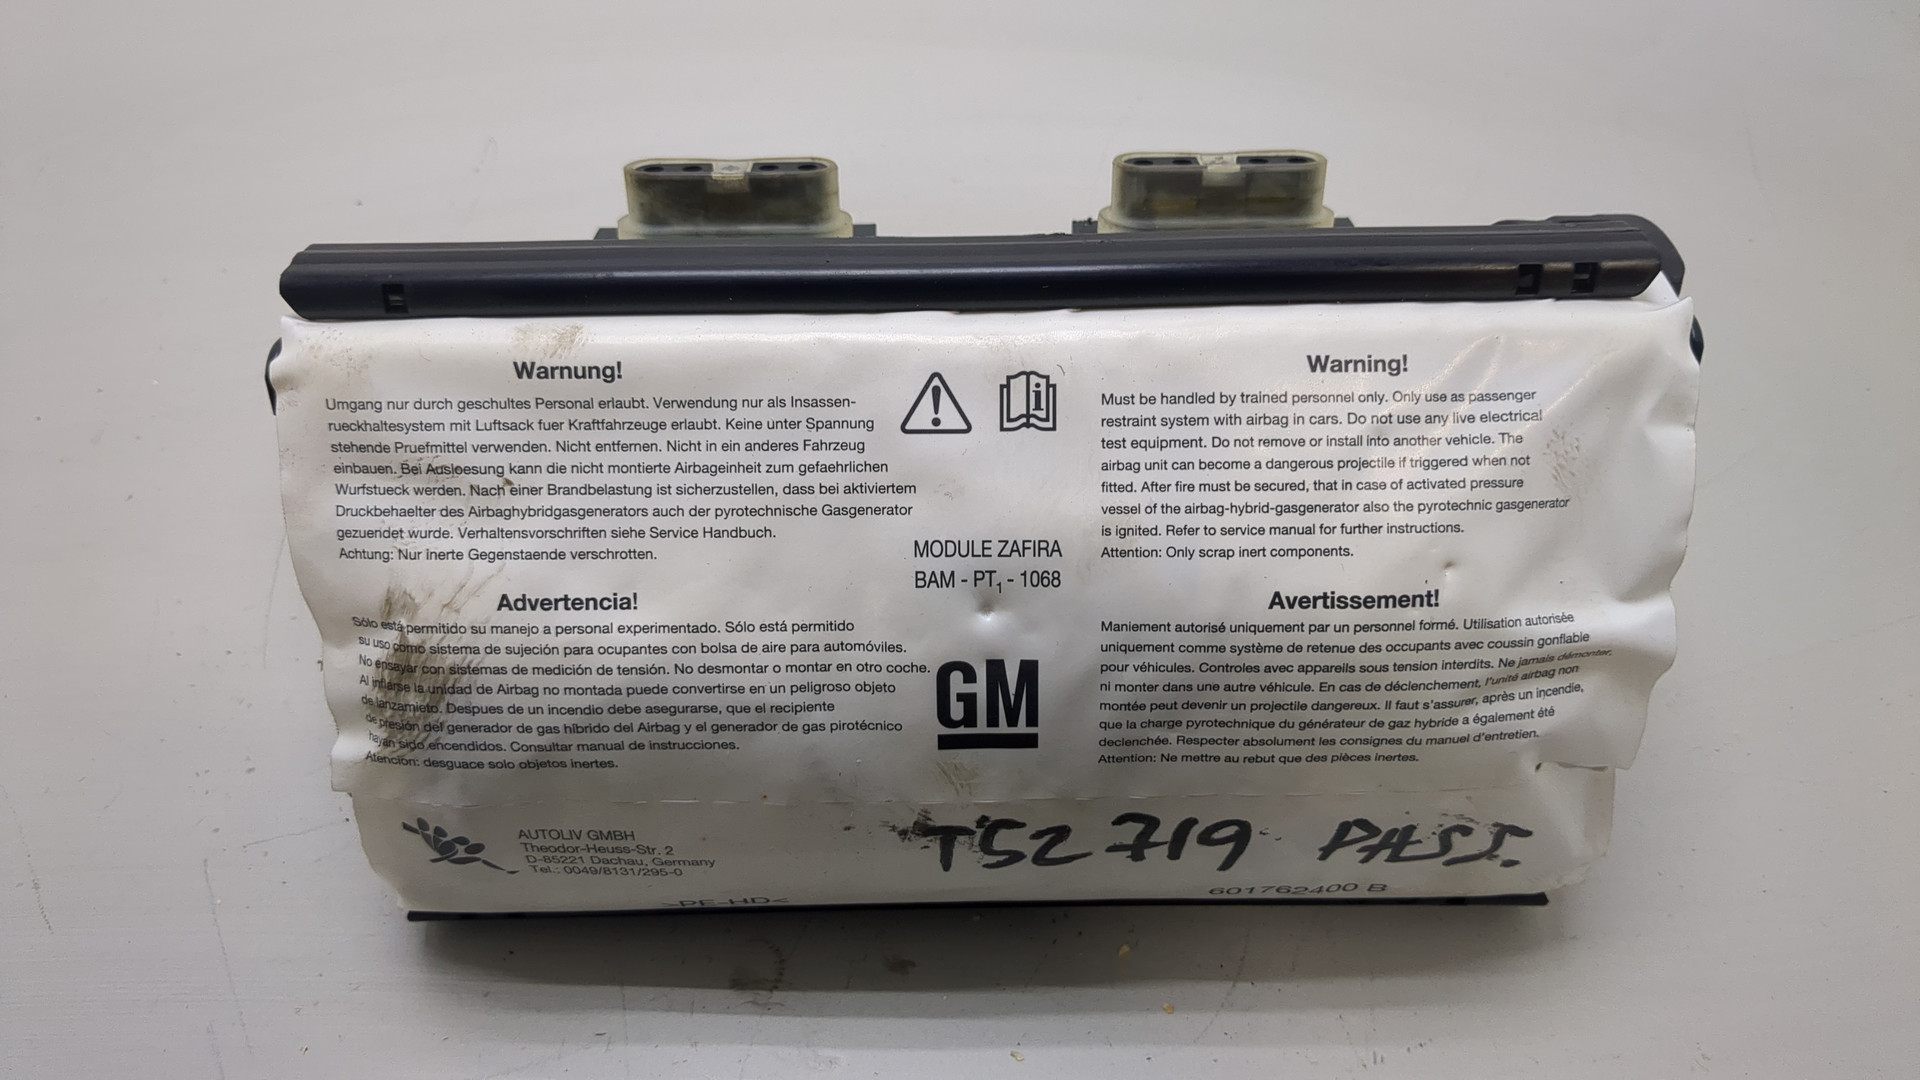 Warnung!
Umgang nur durch geschultes Personal erlaubt. Verwendung nur als Insassen-
rueckhaltesystem mit Luftsack fuer Kraftfahrzeuge erlaubt. Keine unter Spannung
stehende Pruefmittel verwenden. Nicht entfernen. Nicht in ein anderes Fahrzeug
einbauen. Bei Ausloesung kann die nicht montierte Airbageinheit zum gefaehrlichen
Wurfstueck werden. Nach einer Brandbelastung ist sicherzustellen, dass bei aktiviertem
Druckbehaelter des Airbaghybridgasgenerators auch der pyrotechnische Gasgenerator
gezuendet wurde. Verhaltensvorschriften siehe Service Handbuch.
Achtung: Nur inerte Gegenstaende verschrotten.
Warning!
Must be handled by trained personnel only. Only use as passenger
restraint system with airbag in cars. Do not use any live electrical
test equipment. Do not remove or install into another vehicle. The
airbag unit can become a dangerous projectile if triggered when not
fitted. After fire must be secured, that in case of activated pressure
vessel of the airbag-hybrid-gasgenerator also the pyrotechnic gasgenerator
is ignited. Refer to service manual for further instructions.
Attention: Only scrap inert components.
MODULE ZAFIRA
BAM - PT1 - 1068
Advertencia!
Sólo está permitido su manejo a personal experimentado. Sólo está permitido
su uso como sistema de sujeción para ocupantes con bolsa de aire para automóviles.
No ensayar con sistemas de medición de tensión. No desmontar o montar en otro coche.
Al inflarse la unidad de Airbag no montada puede convertirse en un peligroso objeto
de lanzamieto. Despues de un incendio debe asegurarse, que el recipiente
de presión del generador de gas híbrido del Airbag y el generador de gas pirotécnico
hayan sido encendidos. Consultar manual de instrucciones.
Atención: desguace solo objetos inertes.
Avertissement!
Maniement autorisé uniquement par un personnel formé. Utilisation autorisée
uniquement comme système de retenue des occupants avec coussin gonflable
pour véhicules. Controles avec appareils sous tension interdits. Ne jamais démonter,
ni monter dans une autre véhicule. En cas de déclenchement, l'unité airbag non
montée peut devenir un projectile dangereux. Il faut s'assurer, après un incendie,
que la charge pyrotechnique du générateur de gaz hybride a également été
declenchée. Respecter absolument les consignes du manuel d'entretien.
Attention: Ne mettre au rebut que des pièces inertes.
GM
AUTOLIV GMBH
Theodor-Heuss-Str. 2
D-85221 Dachau, Germany
Tel.: 0049/8131/295-0
T52719 PASS.
601762400 B
>PE-HD<